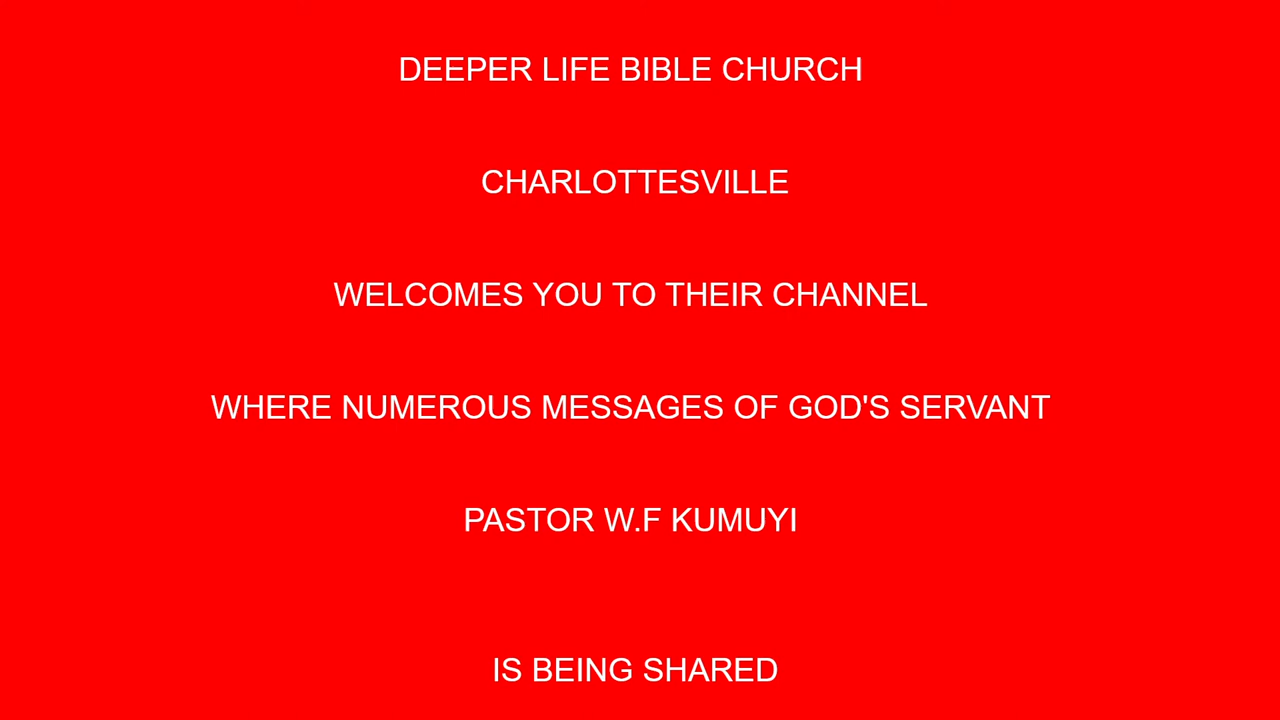 DEEPER LIFE BIBLE CHURCH
CHARLOTTESVILLE
WELCOMES YOU TO THEIR CHANNEL
WHERE NUMEROUS MESSAGES OF GOD'S SERVANT
PASTOR W.F KUMUYI
IS BEING SHARED